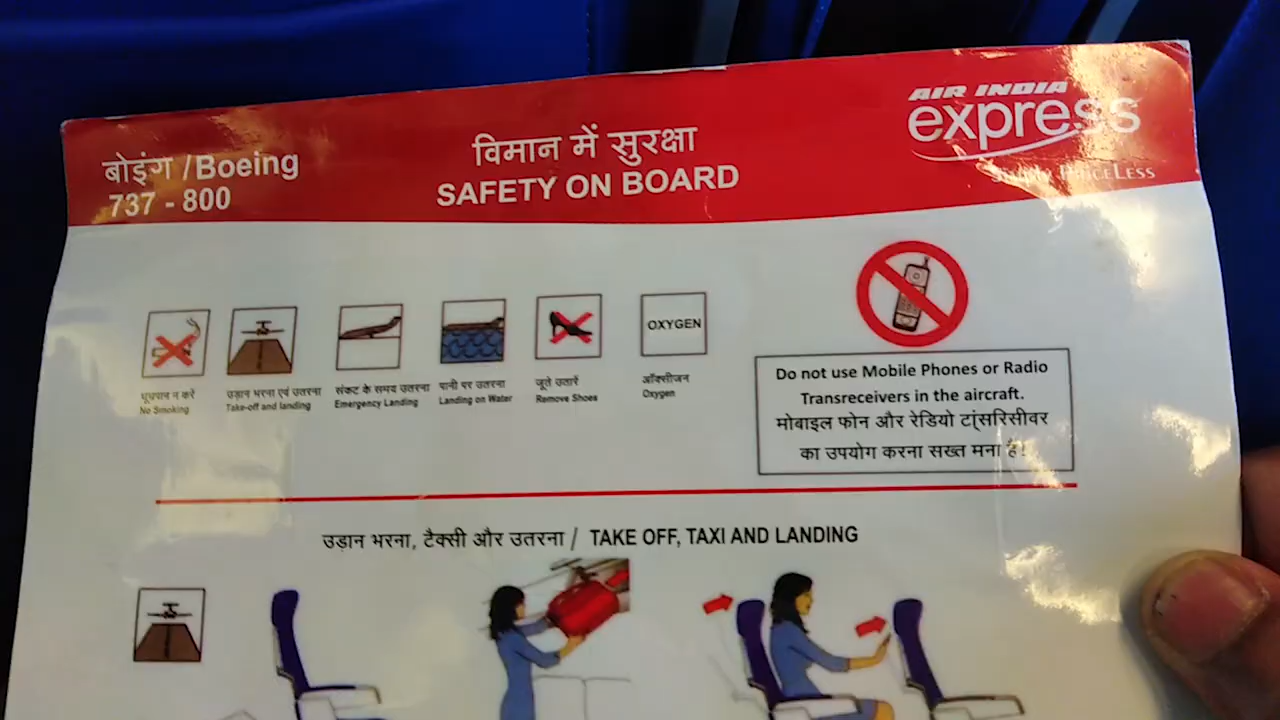 बोइंग / Boeing
737 - 800
विमान में सुरक्षा
SAFETY ON BOARD
AIR INDIA
express
Simply PriceLess
धूम्रपान न करें
No Smoking
उड़ान भरना एवं उतरना
Take-off and landing
संकट के समय उतरना
Emergency Landing
पानी पर उतरना
Landing on Water
जूते उतारें
Remove Shoes
OXYGEN
ऑक्सीजन
Oxygen
Do not use Mobile Phones or Radio
Transreceivers in the aircraft.
मोबाइल फोन और रेडियो टांसरिसीवर
का उपयोग करना सख्त मना है।
उड़ान भरना, टैक्सी और उतरना / TAKE OFF, TAXI AND LANDING